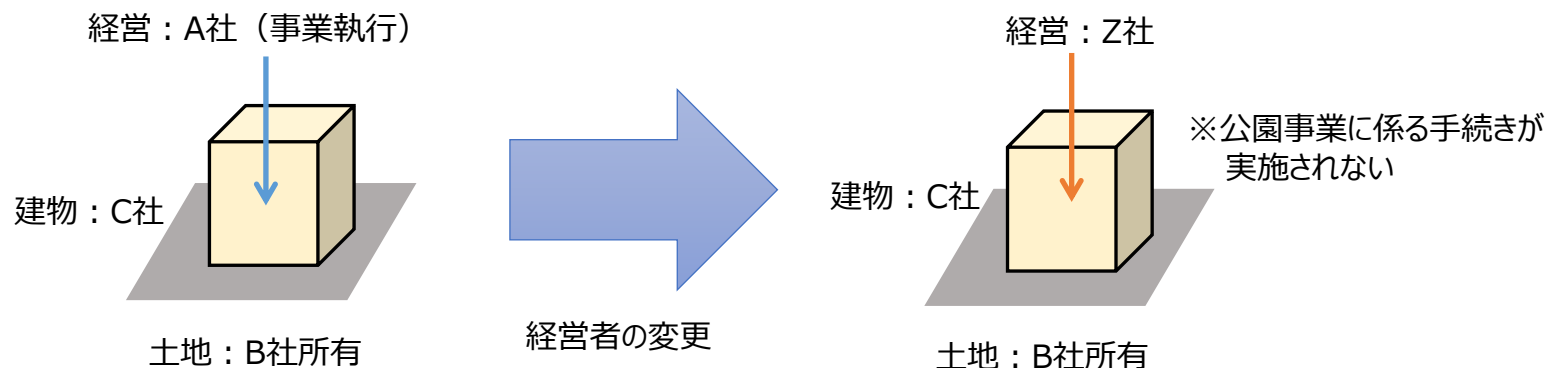 経営：A社（事業執行）
建物：C社
土地：B社所有
経営者の変更
経営：Z社
※公園事業に係る手続きが
実施されない
建物：C社
土地：B社所有